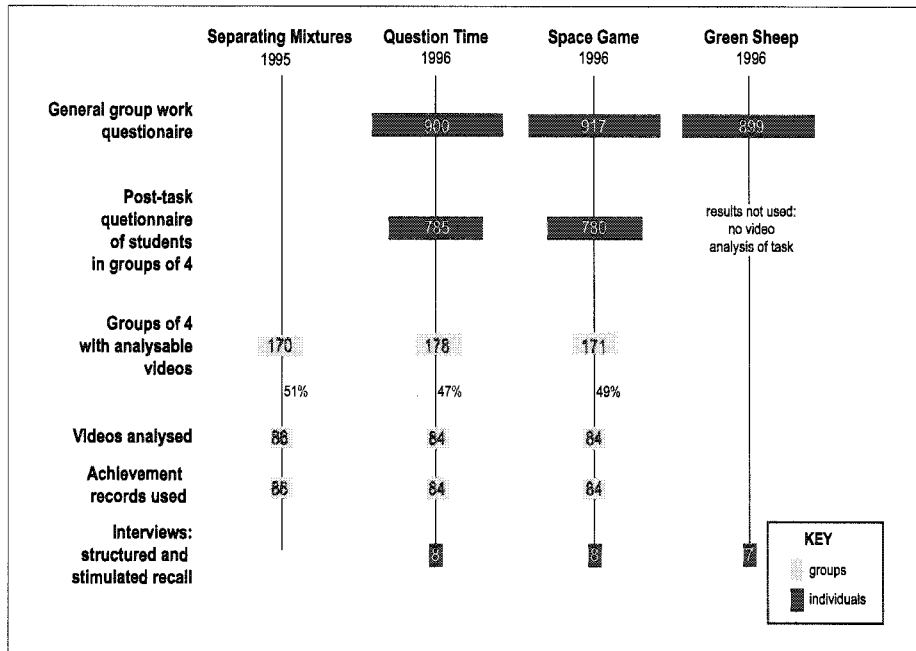 Separating Mixtures
1995
Question Time
1996
Space Game
1996
Green Sheep
1996
General group work
questionaire
900
917
899
Post-task
quetionnaire
of students
in groups of 4
785
780
results not used:
no video
analysis of task
Groups of 4
with analysable
videos
170
178
171
51%
47%
49%
Videos analysed
86
84
84
Achievement
records used
86
84
84
Interviews:
structured and
stimulated recall
8
8
7
KEY
groups
individuals